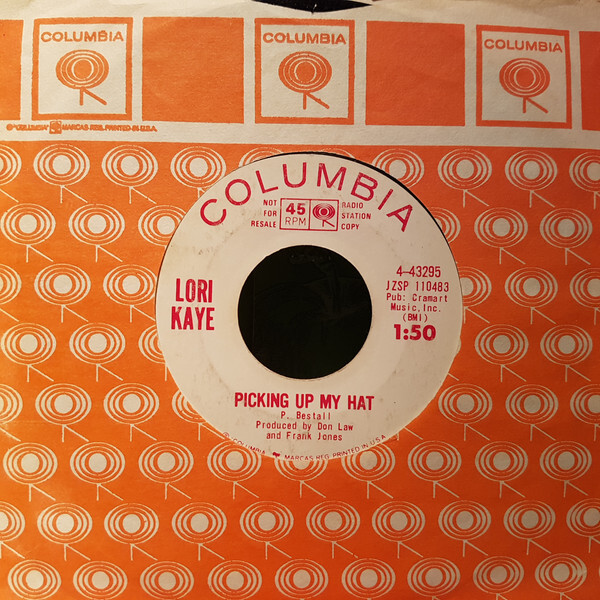 COLUMBIA COLUMBIA COLUMBIA
® "COLUMBIA" MARCAS REG. PRINTED IN U.S.A.
COLUMBIA
NOT FOR RESALE
45 RPM
RADIO STATION COPY
4-43295
JZSP 110483
Pub: Cramart
Music, Inc.
(BMI)
1:50
LORI
KAYE
PICKING UP MY HAT
P. Bestall
Produced by Don Law
and Frank Jones
COLUMBIA MARCAS REG. PRINTED IN U.S.A.